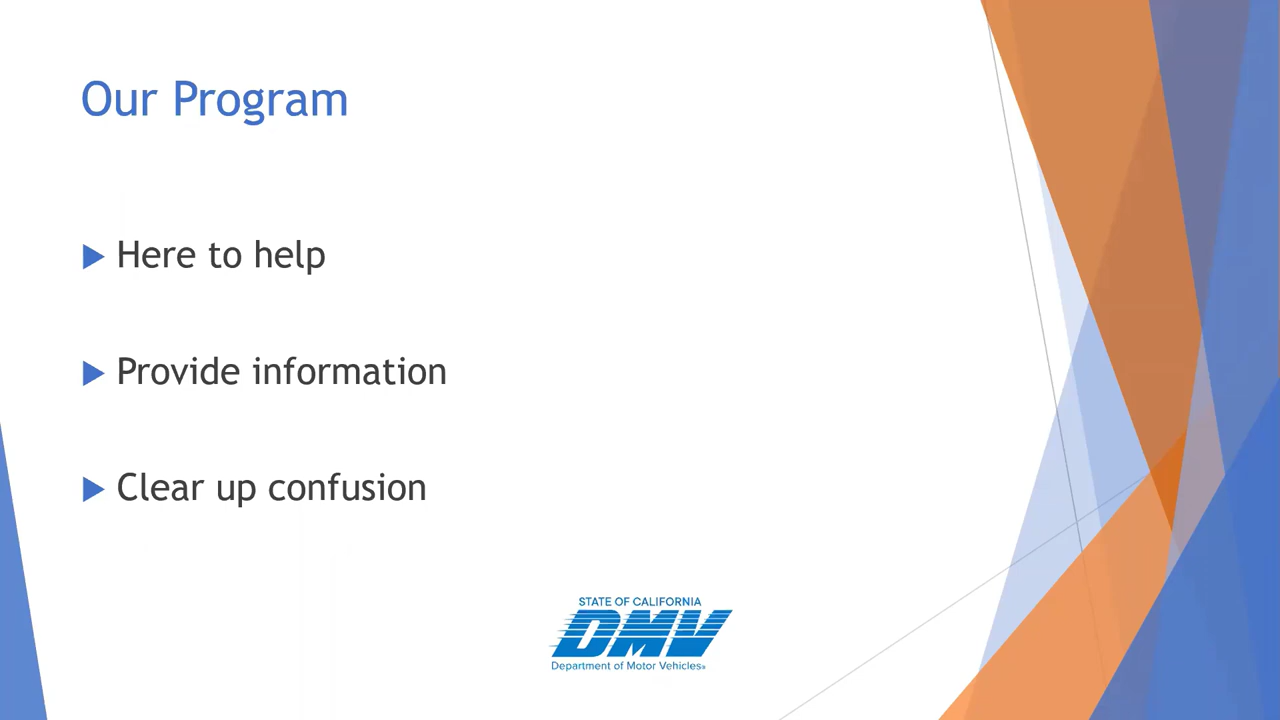 Our Program
Here to help
Provide information
Clear up confusion
STATE OF CALIFORNIA
DMV
Department of Motor Vehicles®